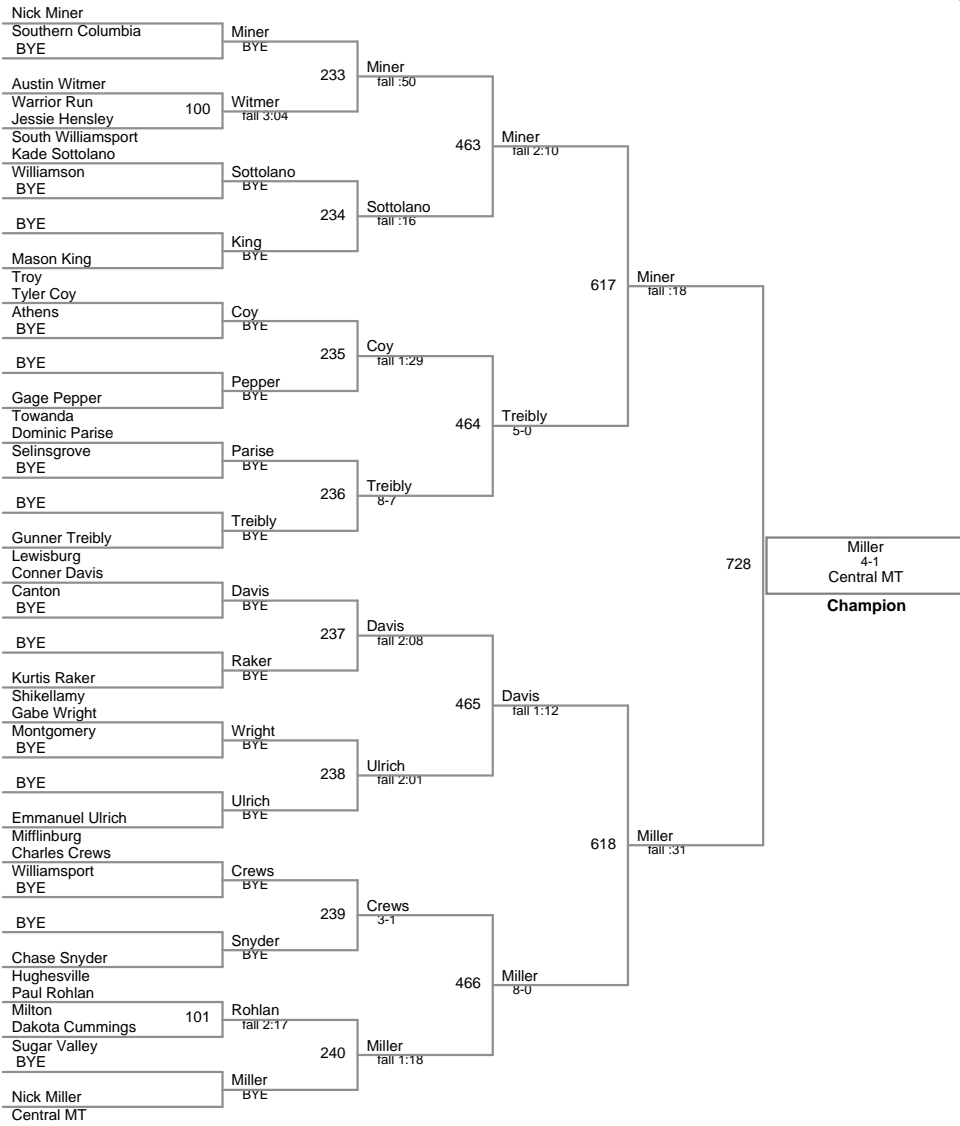 Nick Miner
Southern Columbia
BYE
Austin Witmer
Warrior Run
Jessie Hensley
South Williamsport
Kade Sottolano
Williamson
BYE
BYE
Mason King
Troy
Tyler Coy
Athens
BYE
BYE
Gage Pepper
Towanda
Dominic Parise
Selinsgrove
BYE
BYE
Gunner Treibly
Lewisburg
Conner Davis
Canton
BYE
BYE
Kurtis Raker
Shikellamy
Gabe Wright
Montgomery
BYE
BYE
Emmanuel Ulrich
Mifflinburg
Charles Crews
Williamsport
BYE
BYE
Chase Snyder
Hughesville
Paul Rohlan
Milton
Dakota Cummings
Sugar Valley
BYE
Nick Miller
Central MT
100
101
Miner
BYE
Witmer
fall 3:04
Sottolano
BYE
King
BYE
Coy
BYE
Pepper
BYE
Parise
BYE
Treibly
BYE
Davis
BYE
Raker
BYE
Wright
BYE
Ulrich
BYE
Crews
BYE
Snyder
BYE
Rohlan
fall 2:17
Miller
BYE
233
234
235
236
237
238
239
240
Miner
fall :50
Sottolano
fall :16
Coy
fall 1:29
Treibly
8-7
Davis
fall 2:08
Ulrich
fall 2:01
Crews
3-1
Miller
fall 1:18
463
464
465
466
Miner
fall 2:10
Treibly
5-0
Davis
fall 1:12
Miller
8-0
617
618
Miner
fall :18
Miller
fall :31
728
Miller
4-1
Central MT
Champion